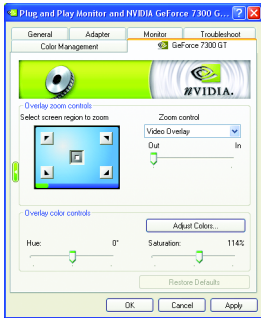 Plug and Play Monitor and NVIDIA GeForce 7300 G...
General Adapter Monitor Troubleshoot
Color Management GeForce 7300 GT
NVIDIA.
Overlay zoom controls
Select screen region to zoom
Zoom control
Video Overlay
Out In
Overlay color controls
Adjust Colors...
Hue: 0° Saturation: 114%
Restore Defaults
OK Cancel Apply